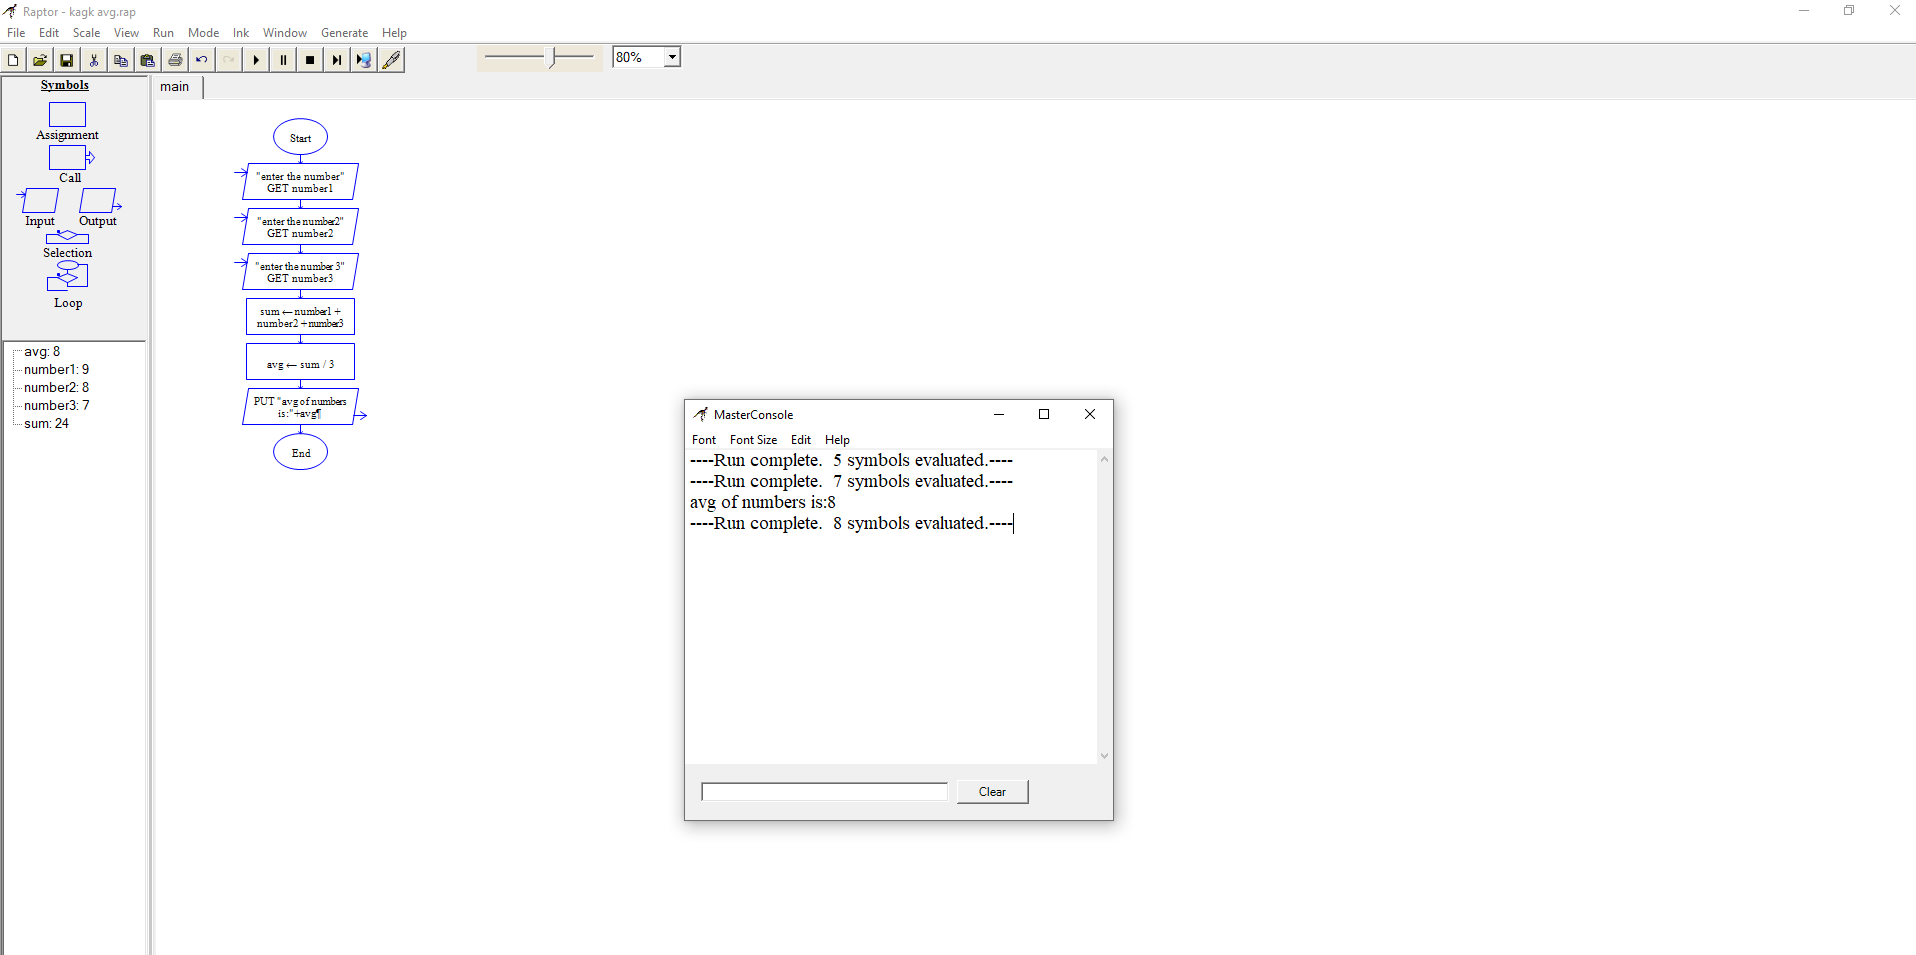 Raptor - kagk avg.rap
File Edit Scale View Run Mode Ink Window Generate Help
80%
Symbols
Assignment
Call
Input Output
Selection
Loop
avg: 8
number1: 9
number2: 8
number3: 7
sum: 24
main
Start
"enter the number"
GET number1
"enter the number2"
GET number2
"enter the number 3"
GET number3
sum ← number1 +
number2 + number3
avg ← sum / 3
PUT "avg of numbers
is:"+avg¶
End
MasterConsole
Font Font Size Edit Help
----Run complete.  5 symbols evaluated.----
----Run complete.  7 symbols evaluated.----
avg of numbers is:8
----Run complete.  8 symbols evaluated.----
Clear